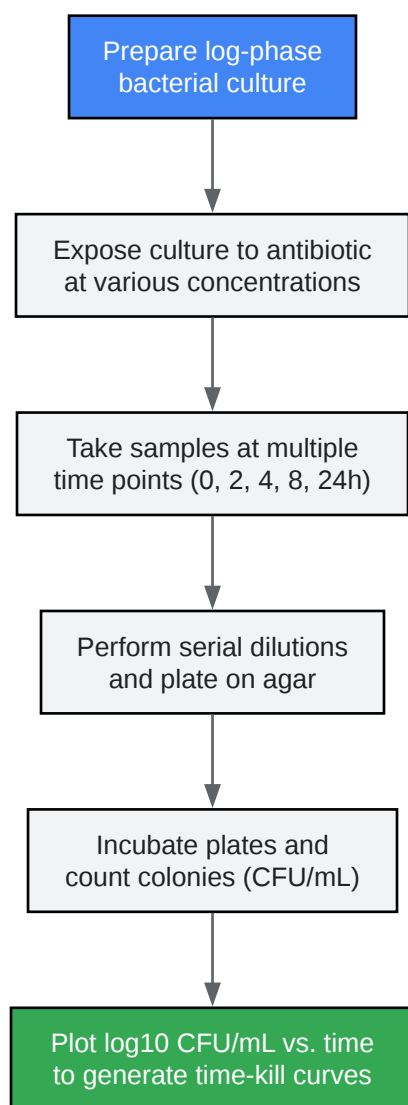 Prepare log-phase
bacterial culture
Expose culture to antibiotic
at various concentrations
Take samples at multiple
time points (0, 2, 4, 8, 24h)
Perform serial dilutions
and plate on agar
Incubate plates and
count colonies (CFU/mL)
Plot log10 CFU/mL vs. time
to generate time-kill curves